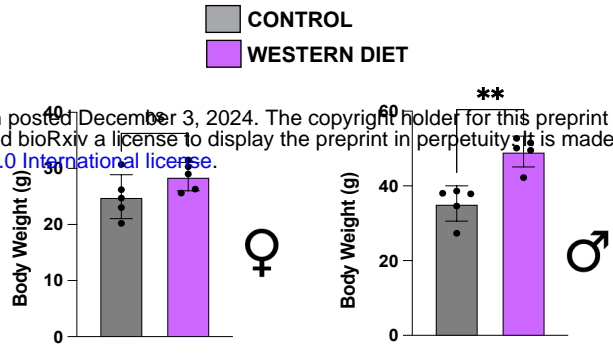 CONTROL
WESTERN DIET
posted December 3, 2024. The copyright holder for this preprint
bioRxiv a license to display the preprint in perpetuity. It is made
.0 International license.
ns
**
40
30
20
10
0
Body Weight (g)
♀
60
40
20
0
Body Weight (g)
♂